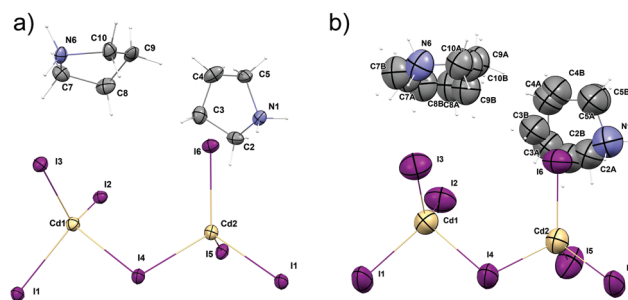 a)
N6
C10
C9
C7
C8
C4
C5
C3
N1
C2
I3
I6
I2
Cd1
Cd2
I5
I4
I1
I1
b)
N6
C10A
C9A
C7B
C10B
C7A
C8B
C8A
C9B
C4B
C4A
C5B
C5A
C3B
N
C2B
C3A
C2A
I3
I6
I2
Cd1
Cd2
I5
I4
I1